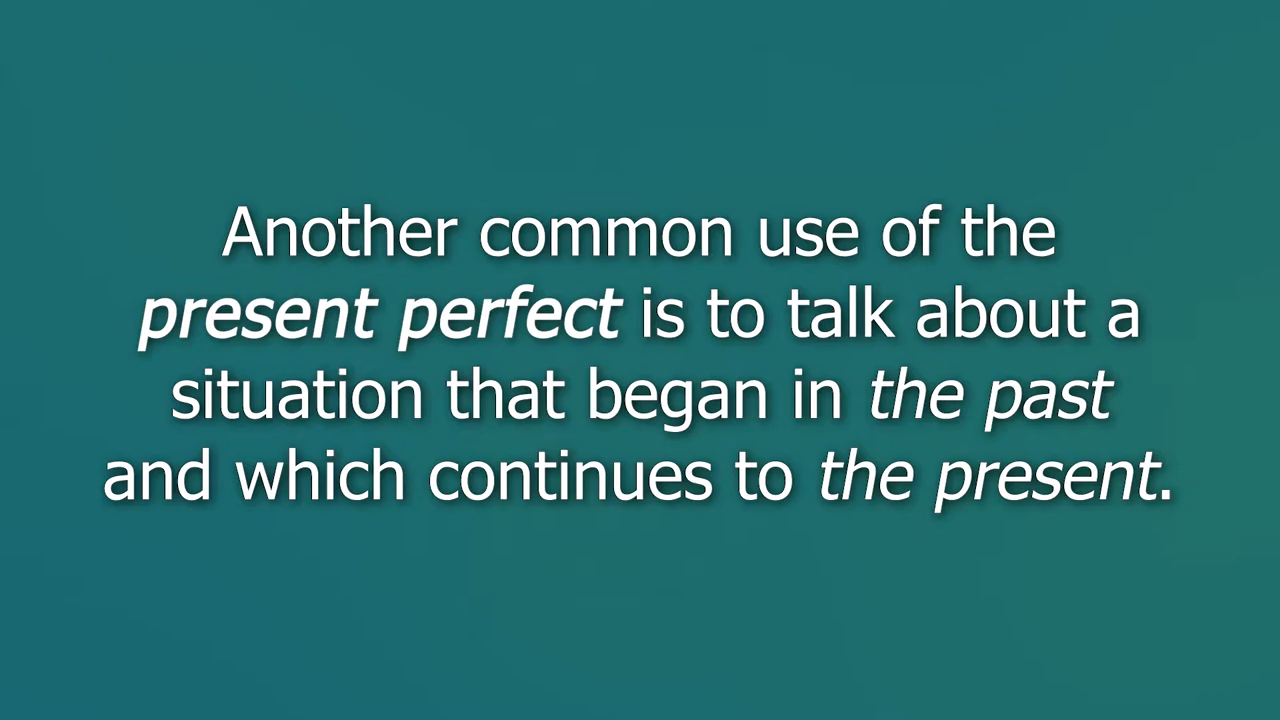 Another common use of the
present perfect is to talk about a
situation that began in the past
and which continues to the present.